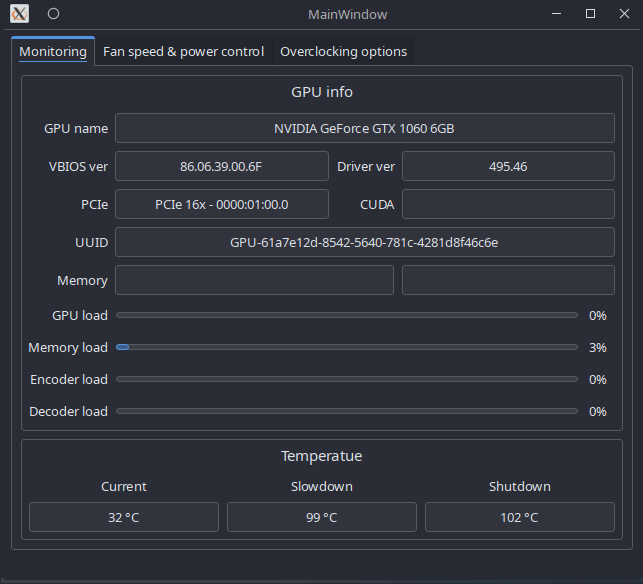 MainWindow
Monitoring Fan speed & power control Overclocking options
GPU info
GPU name NVIDIA GeForce GTX 1060 6GB
VBIOS ver 86.06.39.00.6F Driver ver 495.46
PCIe PCIe 16x - 0000:01:00.0 CUDA
UUID GPU-61a7e12d-8542-5640-781c-4281d8f46c6e
Memory
GPU load 0%
Memory load 3%
Encoder load 0%
Decoder load 0%
Temperatue
Current Slowdown Shutdown
32 °C 99 °C 102 °C